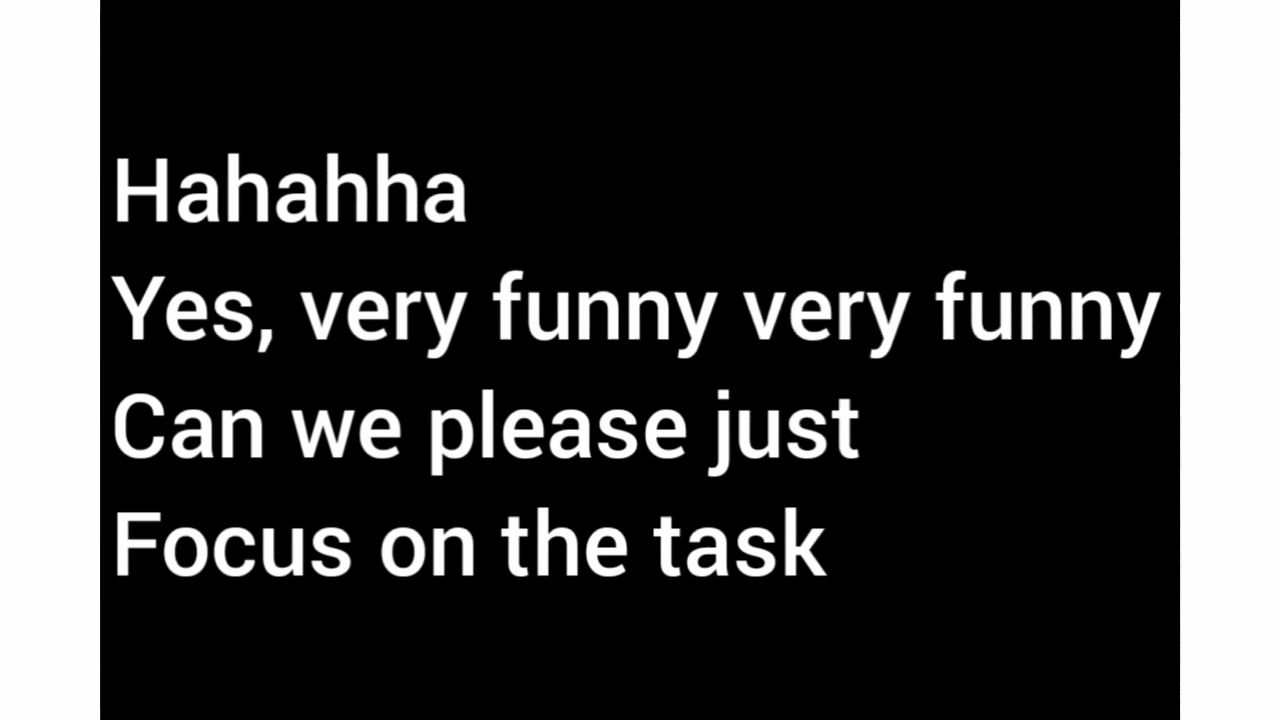 Hahahha
Yes, very funny very funny
Can we please just
Focus on the task